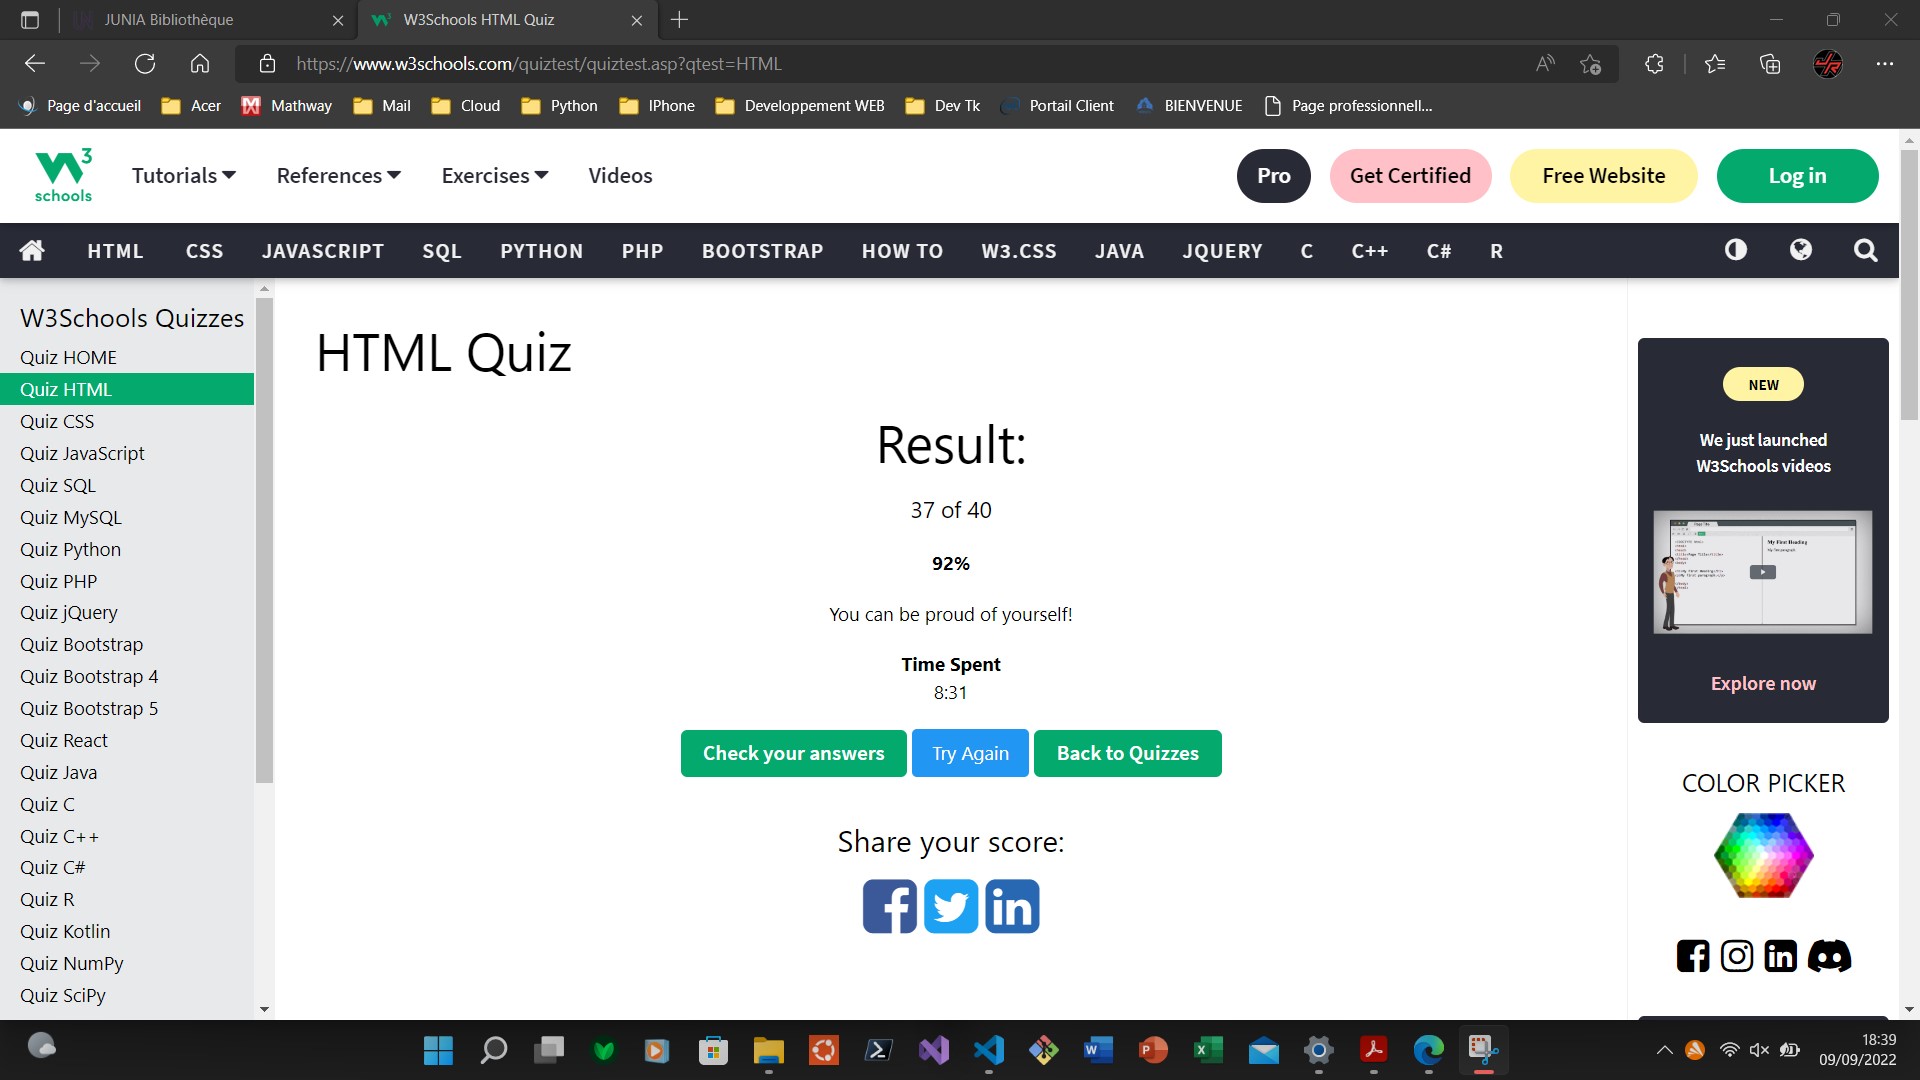 JUNIA Bibliothèque
W3Schools HTML Quiz
https://www.w3schools.com/quiztest/quiztest.asp?qtest=HTML
Page d'accueil Acer Mathway Mail Cloud Python IPhone Developpement WEB Dev Tk Portail Client BIENVENUE Page professionnell...
W 3 schools
Tutorials References Exercises Videos
Pro Get Certified Free Website Log in
HTML CSS JAVASCRIPT SQL PYTHON PHP BOOTSTRAP HOW TO W3.CSS JAVA JQUERY C C++ C# R
W3Schools Quizzes
Quiz HOME
Quiz HTML
Quiz CSS
Quiz JavaScript
Quiz SQL
Quiz MySQL
Quiz Python
Quiz PHP
Quiz jQuery
Quiz Bootstrap
Quiz Bootstrap 4
Quiz Bootstrap 5
Quiz React
Quiz Java
Quiz C
Quiz C++
Quiz C#
Quiz R
Quiz Kotlin
Quiz NumPy
Quiz SciPy
HTML Quiz
Result:
37 of 40
92%
You can be proud of yourself!
Time Spent
8:31
Check your answers Try Again Back to Quizzes
Share your score:
NEW
We just launched
W3Schools videos
My First Heading
Explore now
COLOR PICKER
18:39
09/09/2022